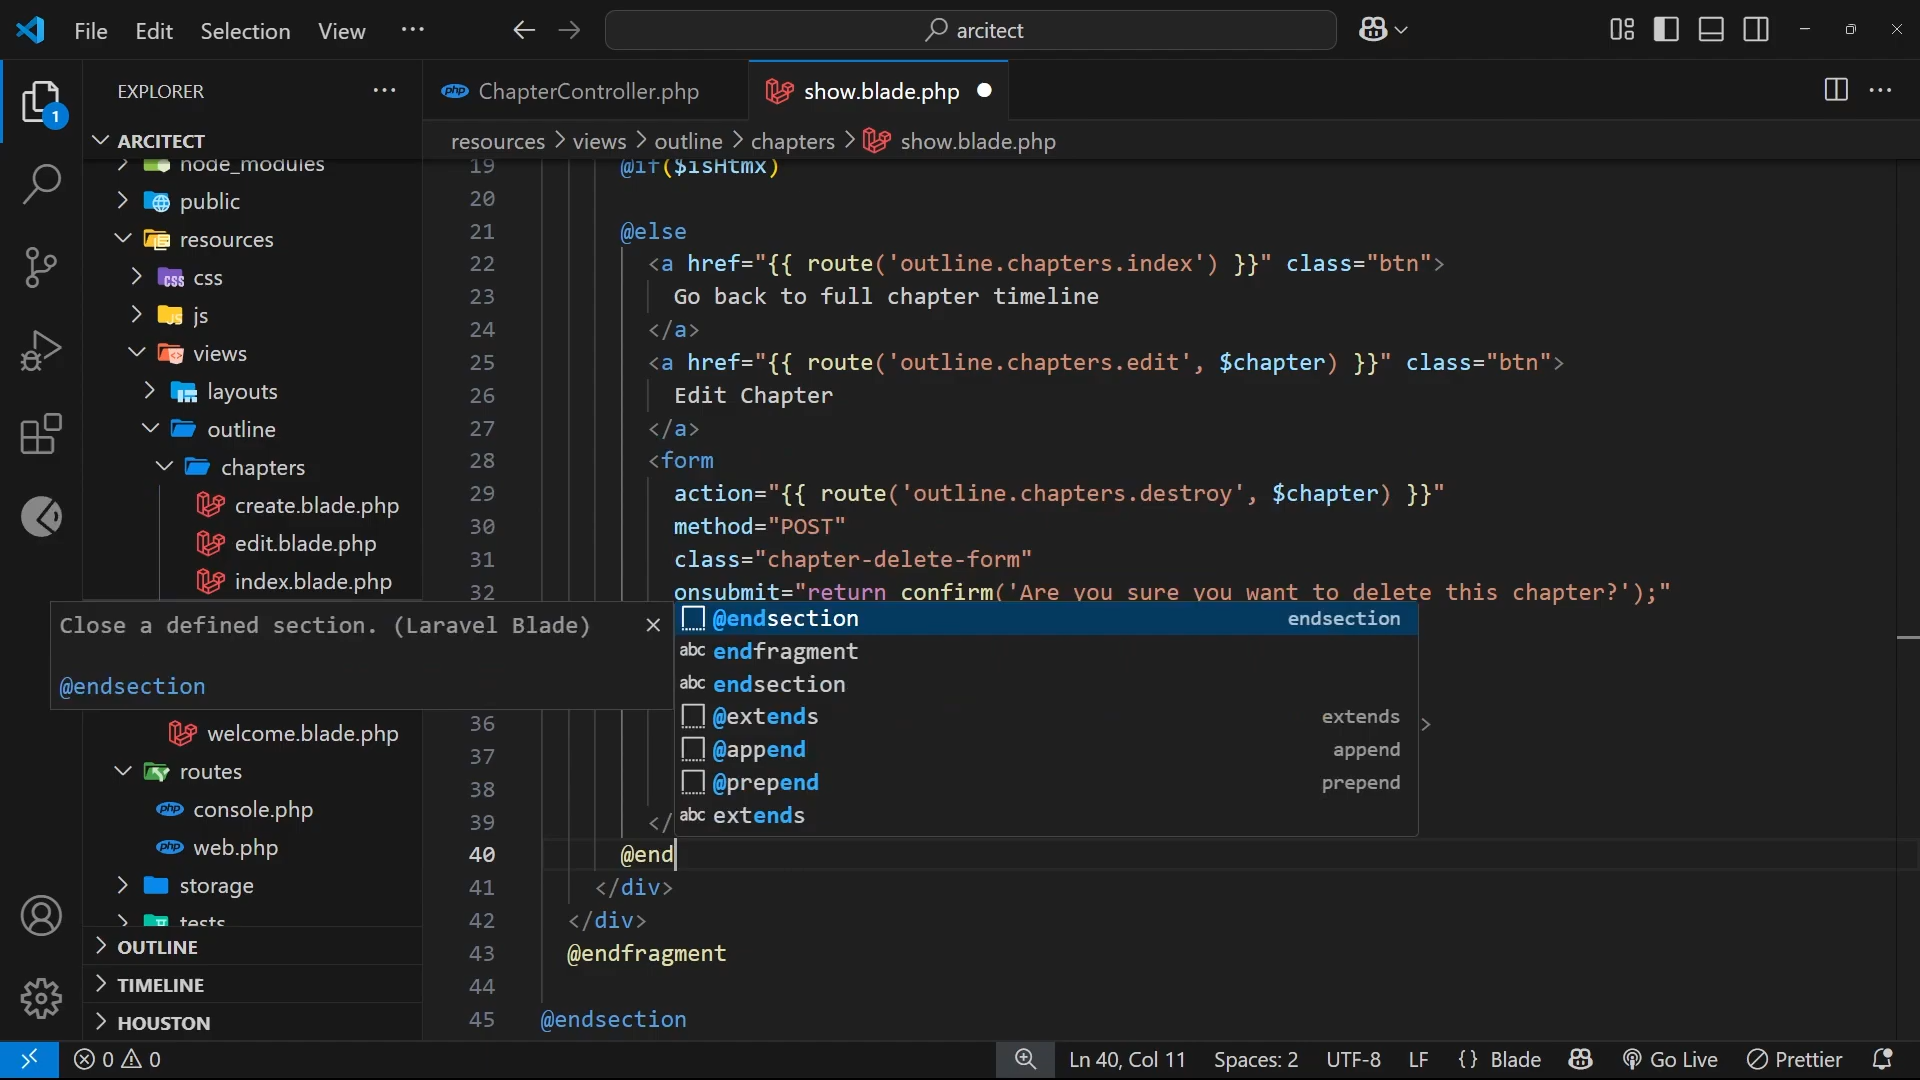 File Edit Selection View ···
arcitect
EXPLORER
1
ARCITECT
node_modules
public
resources
css
js
views
layouts
outline
chapters
create.blade.php
edit.blade.php
index.blade.php
welcome.blade.php
routes
console.php
web.php
storage
tests
OUTLINE
TIMELINE
HOUSTON
ChapterController.php
show.blade.php
resources > views > outline > chapters > show.blade.php
19 @if($isHtmx)
20
21 @else
22 <a href="{{ route('outline.chapters.index') }}" class="btn">
23 Go back to full chapter timeline
24 </a>
25 <a href="{{ route('outline.chapters.edit', $chapter) }}" class="btn">
26 Edit Chapter
27 </a>
28 <form
29 action="{{ route('outline.chapters.destroy', $chapter) }}"
30 method="POST"
31 class="chapter-delete-form"
32 onsubmit="return confirm('Are you sure you want to delete this chapter?');"
Close a defined section. (Laravel Blade)
@endsection
@endsection endsection
endfragment
endsection
@extends extends
@append append
@prepend prepend
extends
36 >
37
38
39 </
40 @end
41 </div>
42 </div>
43 @endfragment
44
45 @endsection
0 0
Ln 40, Col 11 Spaces: 2 UTF-8 LF {} Blade Go Live Prettier